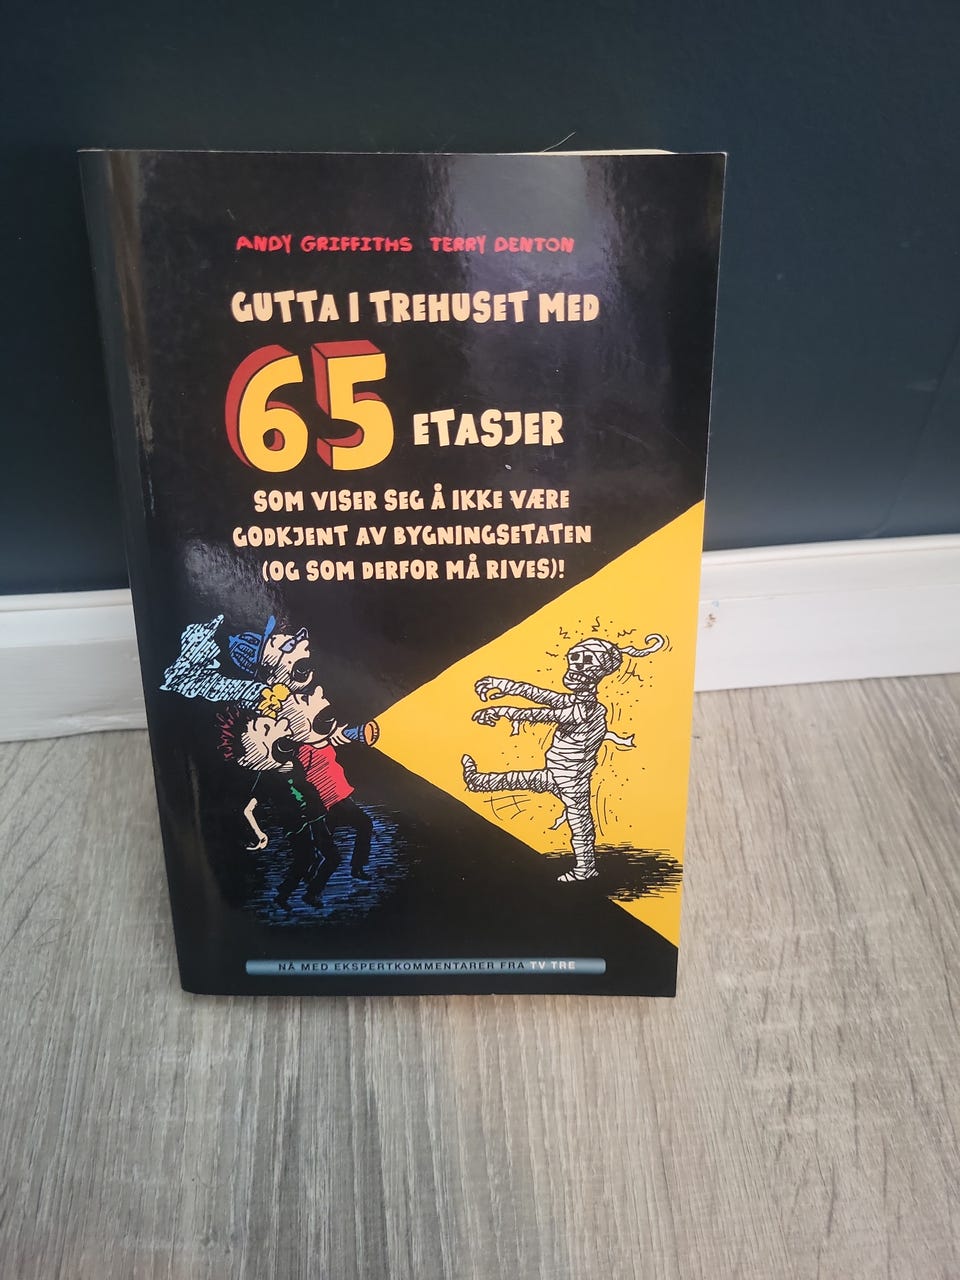 ANDY GRIFFITHS TERRY DENTON
GUTTA I TREHUSET MED
65 ETASJER
SOM VISER SEG Å IKKE VÆRE
GODKJENT AV BYGNINGSETATEN
(OG SOM DERFOR MÅ RIVES)!
NÅ MED EKSPERTKOMMENTARER FRA TV TRE